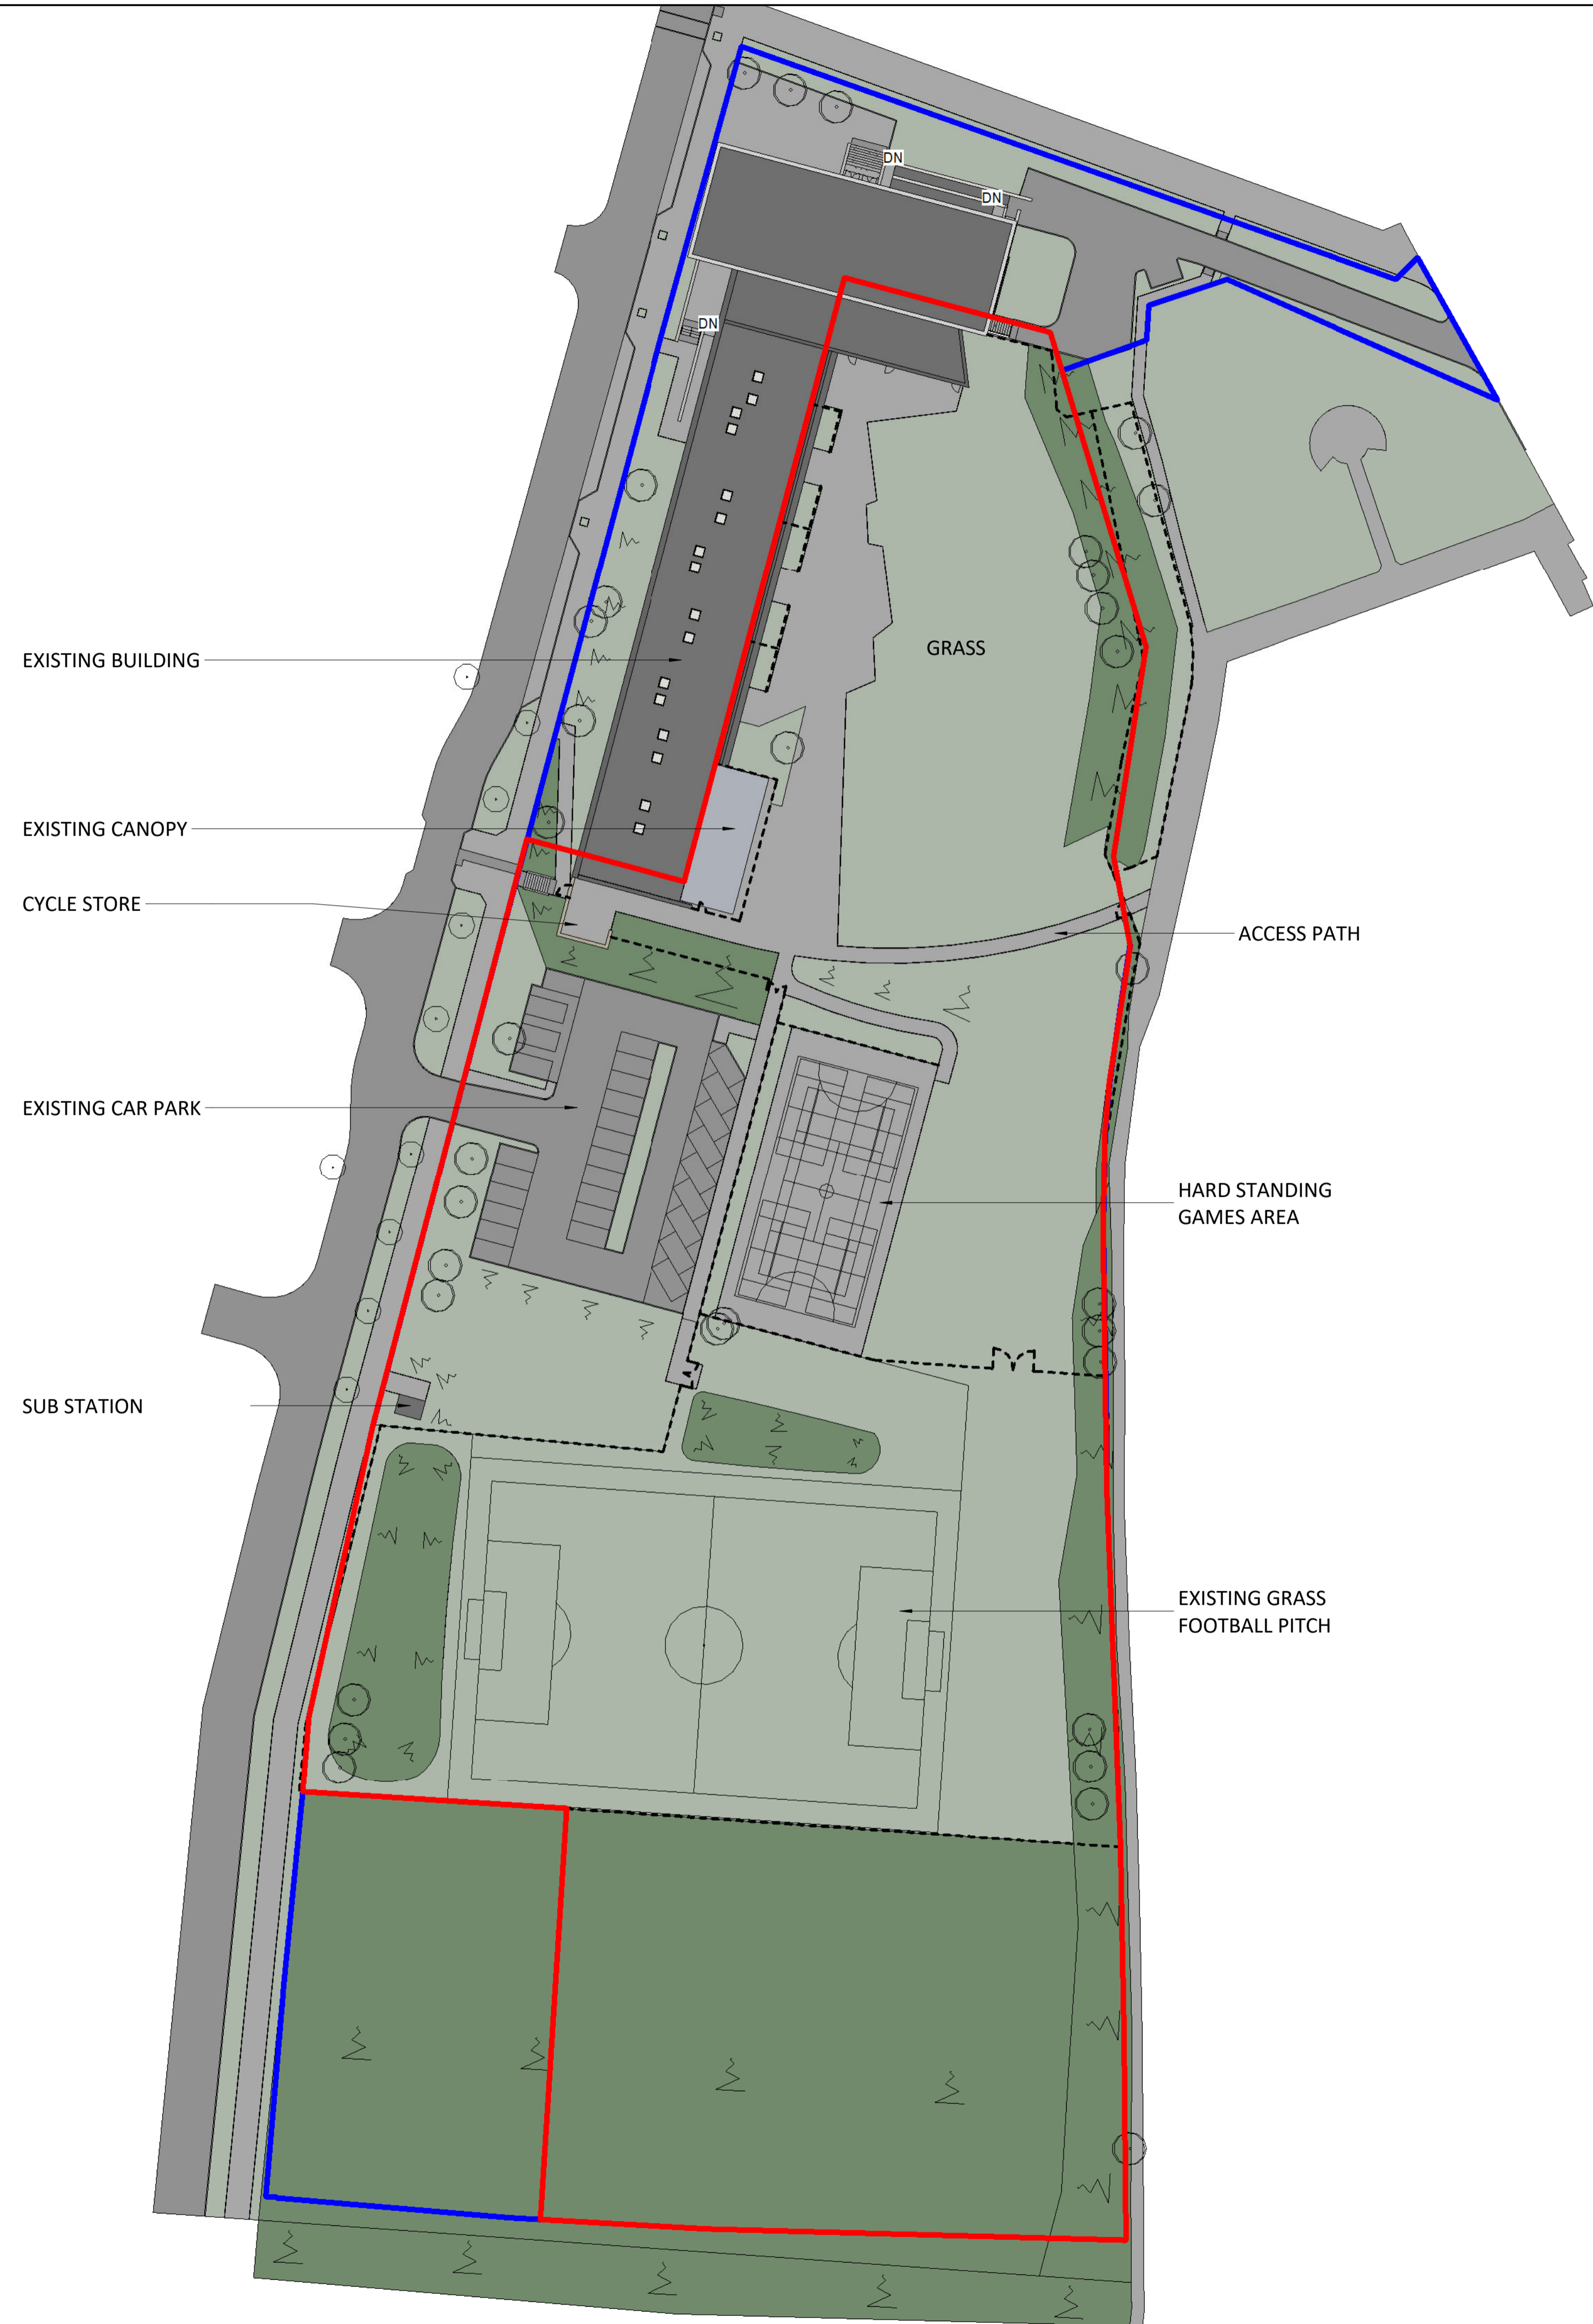 DN
DN
DN
GRASS
EXISTING BUILDING
EXISTING CANOPY
CYCLE STORE
ACCESS PATH
EXISTING CAR PARK
HARD STANDING
GAMES AREA
SUB STATION
EXISTING GRASS
FOOTBALL PITCH